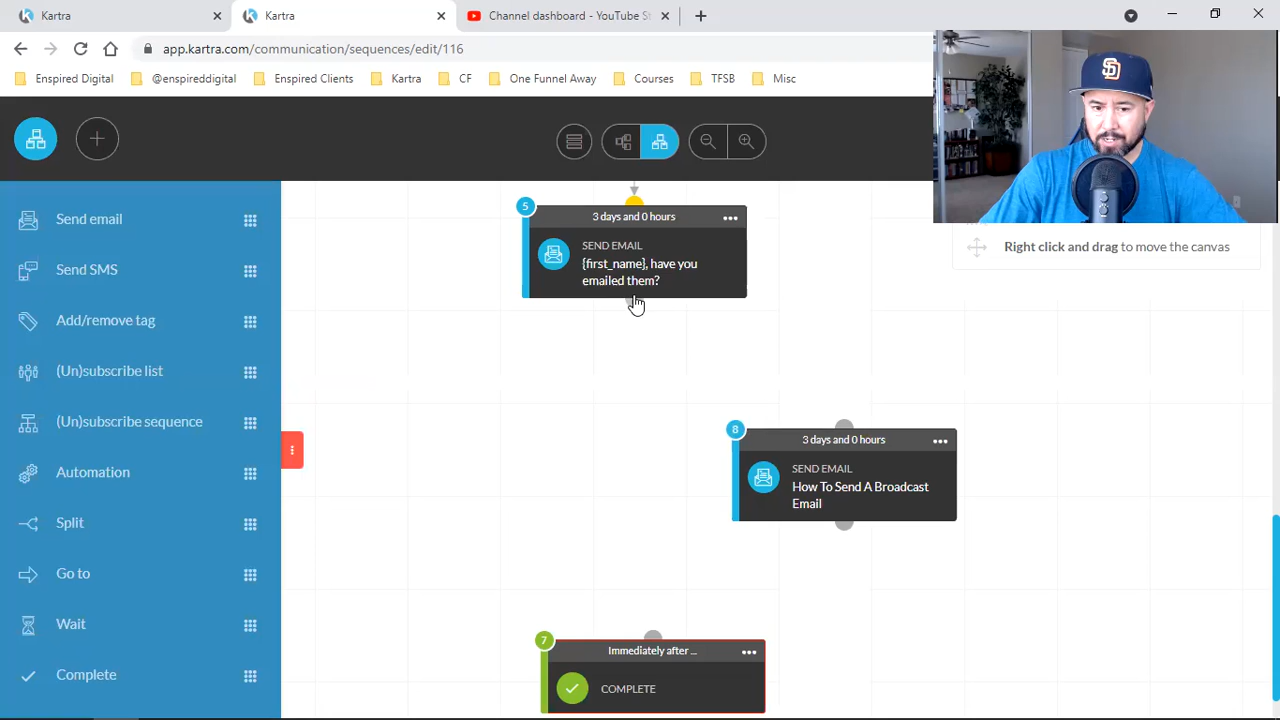 Kartra
Kartra
Channel dashboard - YouTube St
app.kartra.com/communication/sequences/edit/116
Enspired Digital
@enspireddigital
Enspired Clients
Kartra
CF
One Funnel Away
Courses
TFSB
Misc
SD
Send email
Send SMS
Add/remove tag
(Un)subscribe list
(Un)subscribe sequence
Automation
Split
Go to
Wait
Complete
5
3 days and 0 hours
SEND EMAIL
{first_name}, have you
emailed them?
Right click and drag to move the canvas
8
3 days and 0 hours
SEND EMAIL
How To Send A Broadcast
Email
7
Immediately after ...
COMPLETE